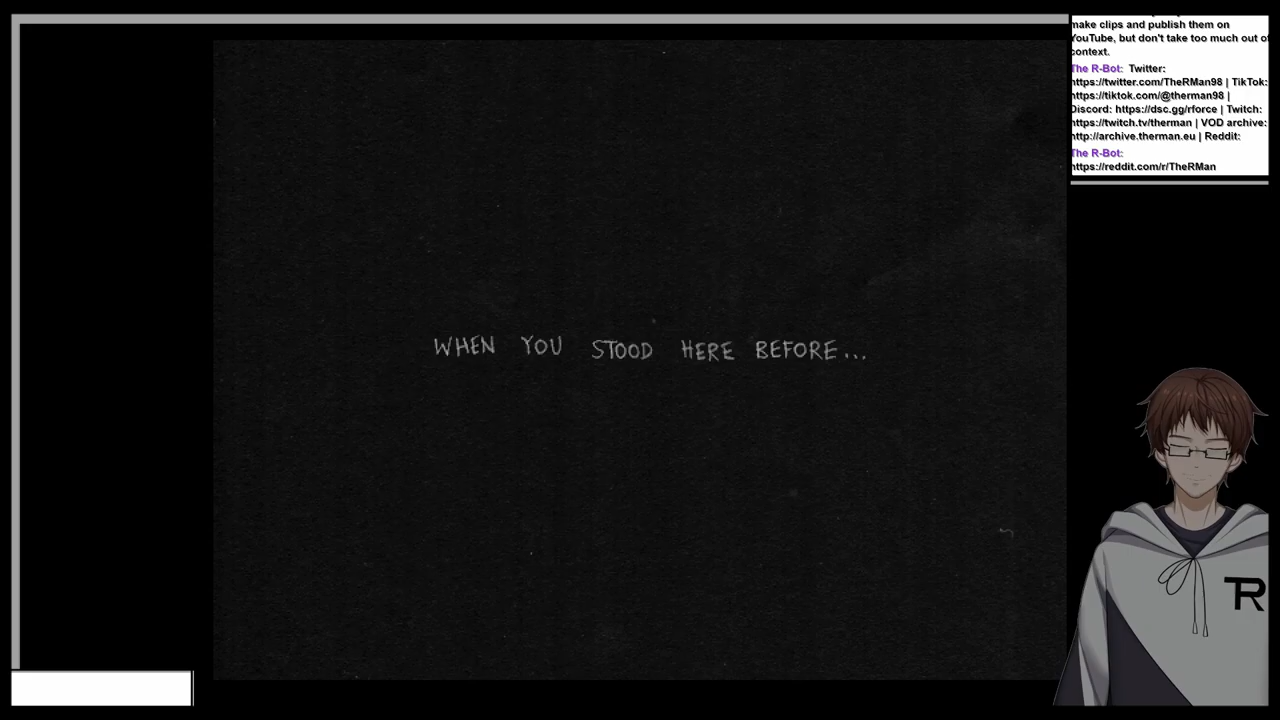 make clips and publish them on
YouTube, but don't take too much out of
context.
The R-Bot: Twitter:
https://twitter.com/TheRMan98 | TikTok:
https://tiktok.com/@therman98 |
Discord: https://dsc.gg/rforce | Twitch:
https://twitch.tv/therman | VOD archive:
http://archive.therman.eu | Reddit:
The R-Bot:
https://reddit.com/r/TheRMan
WHEN YOU STOOD HERE BEFORE...
TR